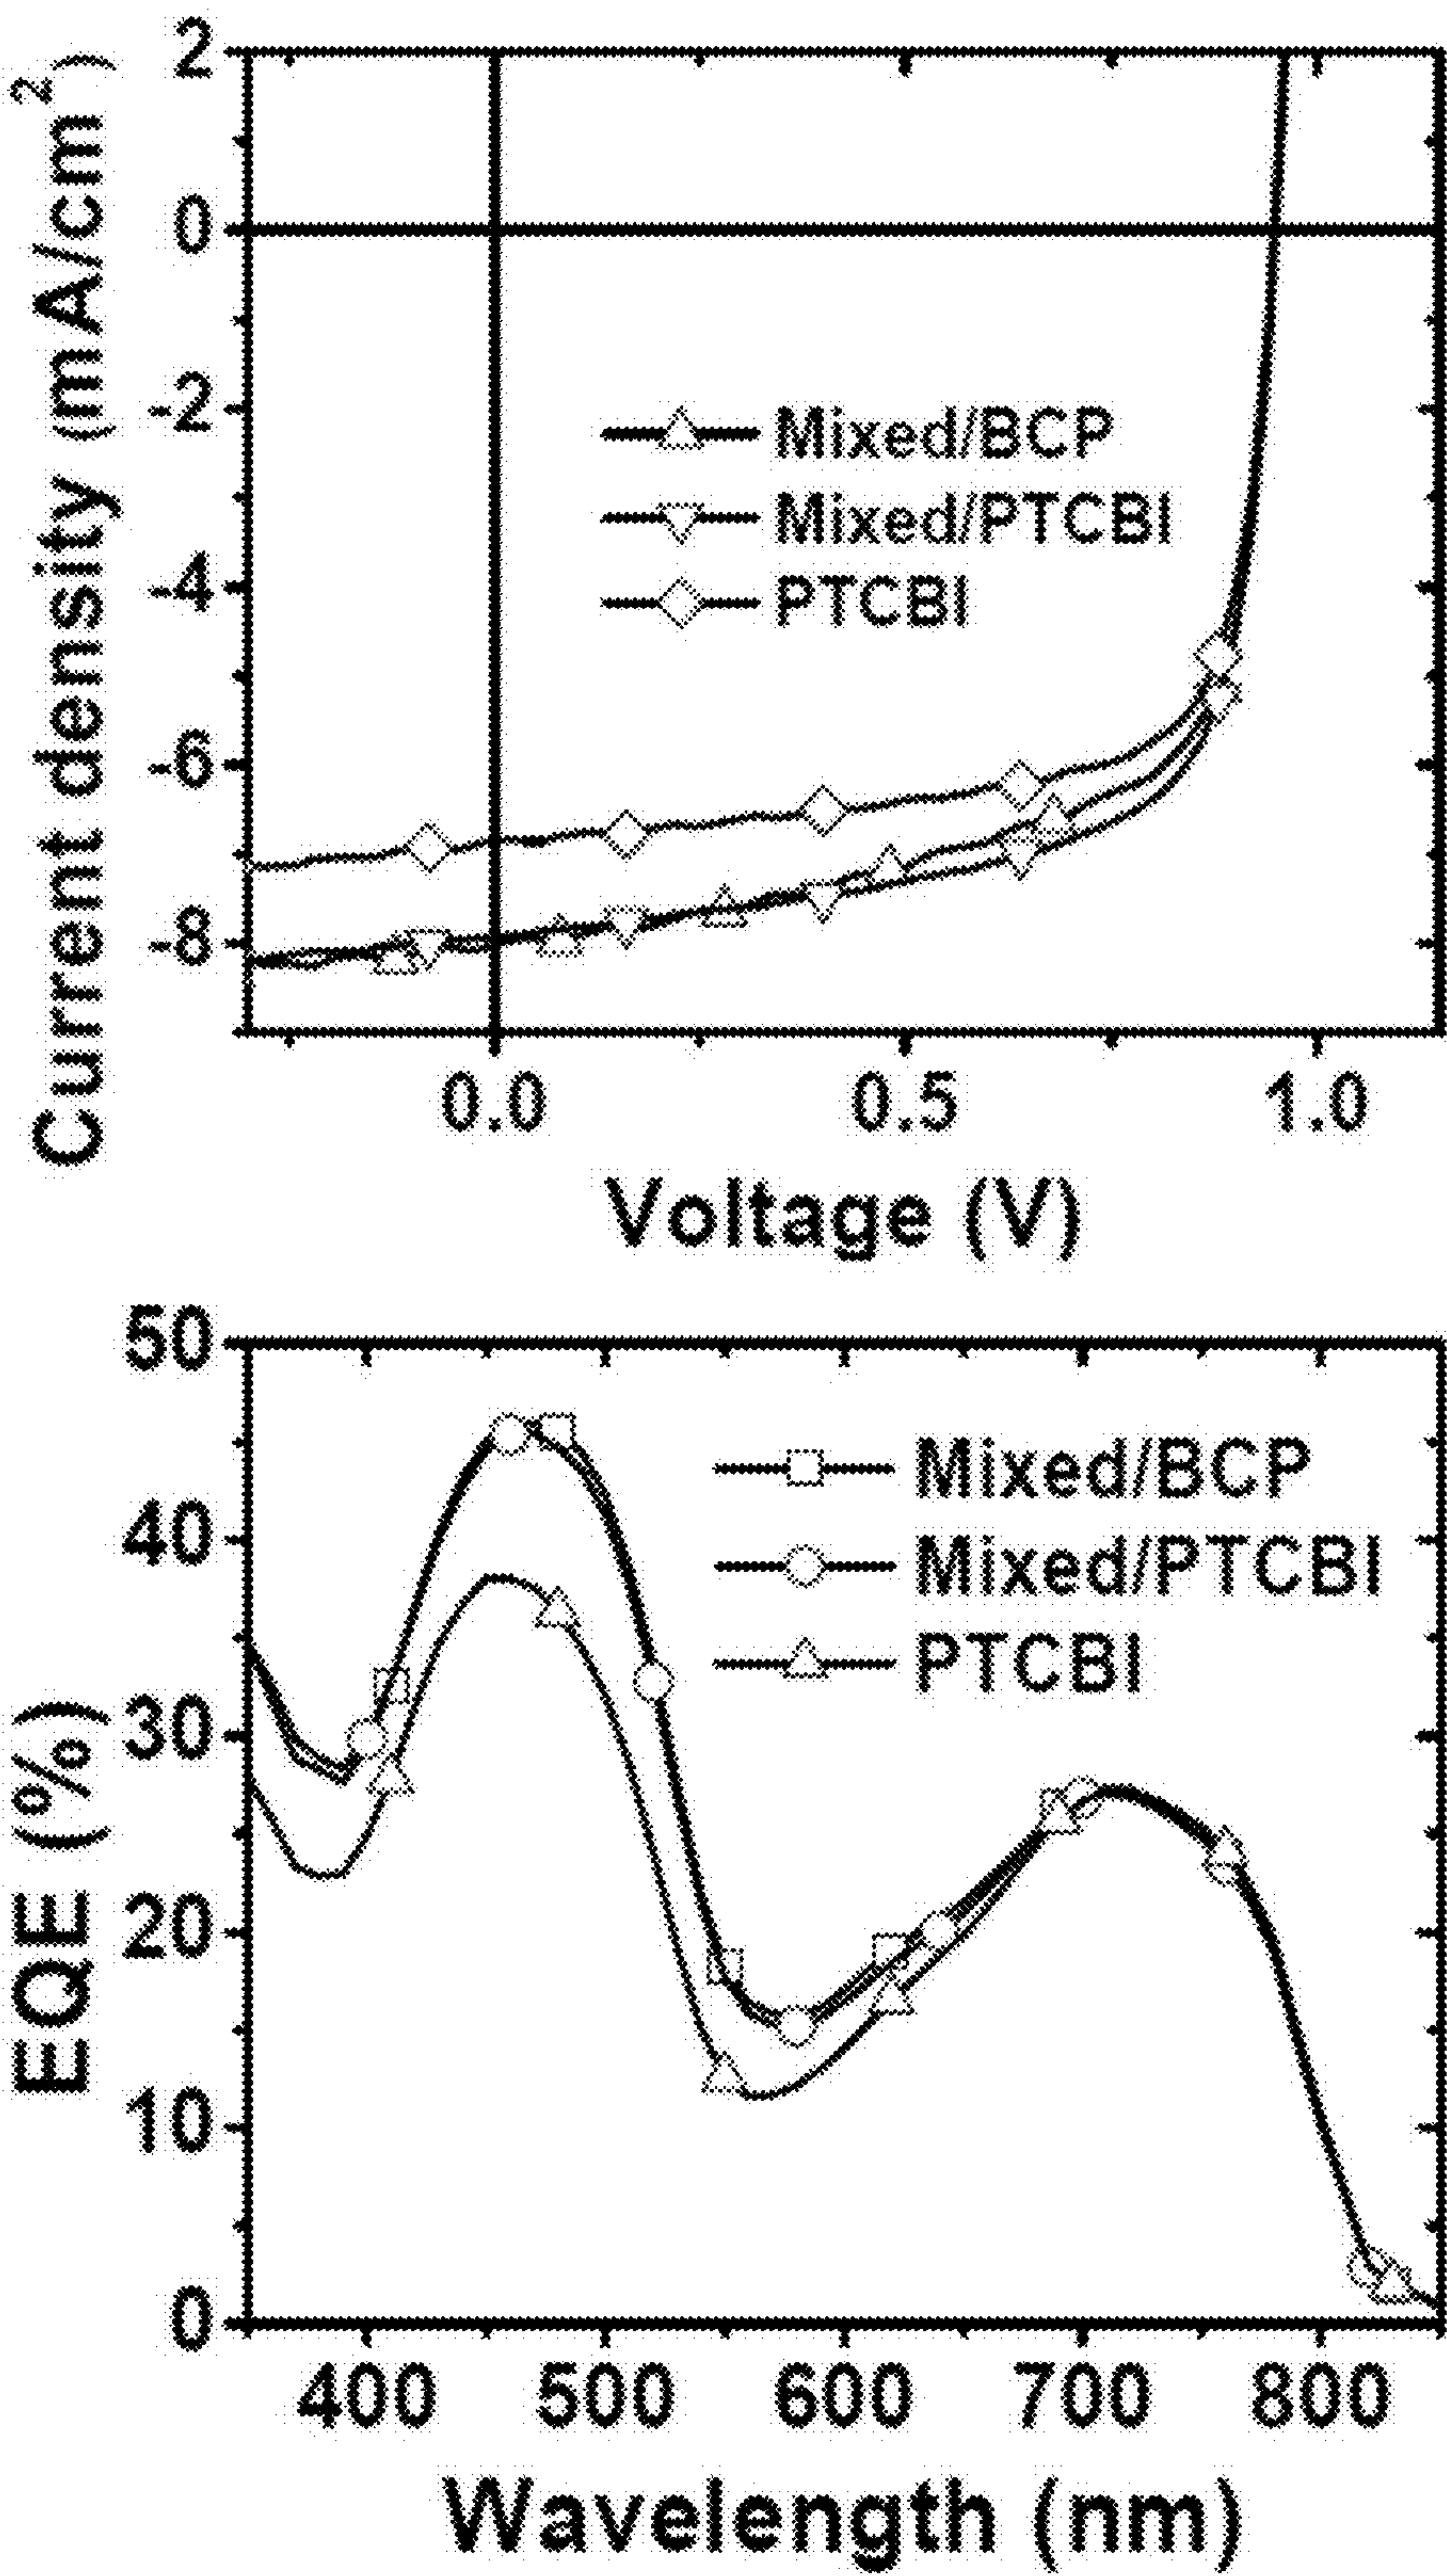 2
0
-2
-4
-6
-8
Current density (mA/cm²)
Mixed/BCP
Mixed/PTCBI
PTCBI
0.0 0.5 1.0
Voltage (V)
50
40
30
20
10
0
EQE (%)
Mixed/BCP
Mixed/PTCBI
PTCBI
400 500 600 700 800
Wavelength (nm)